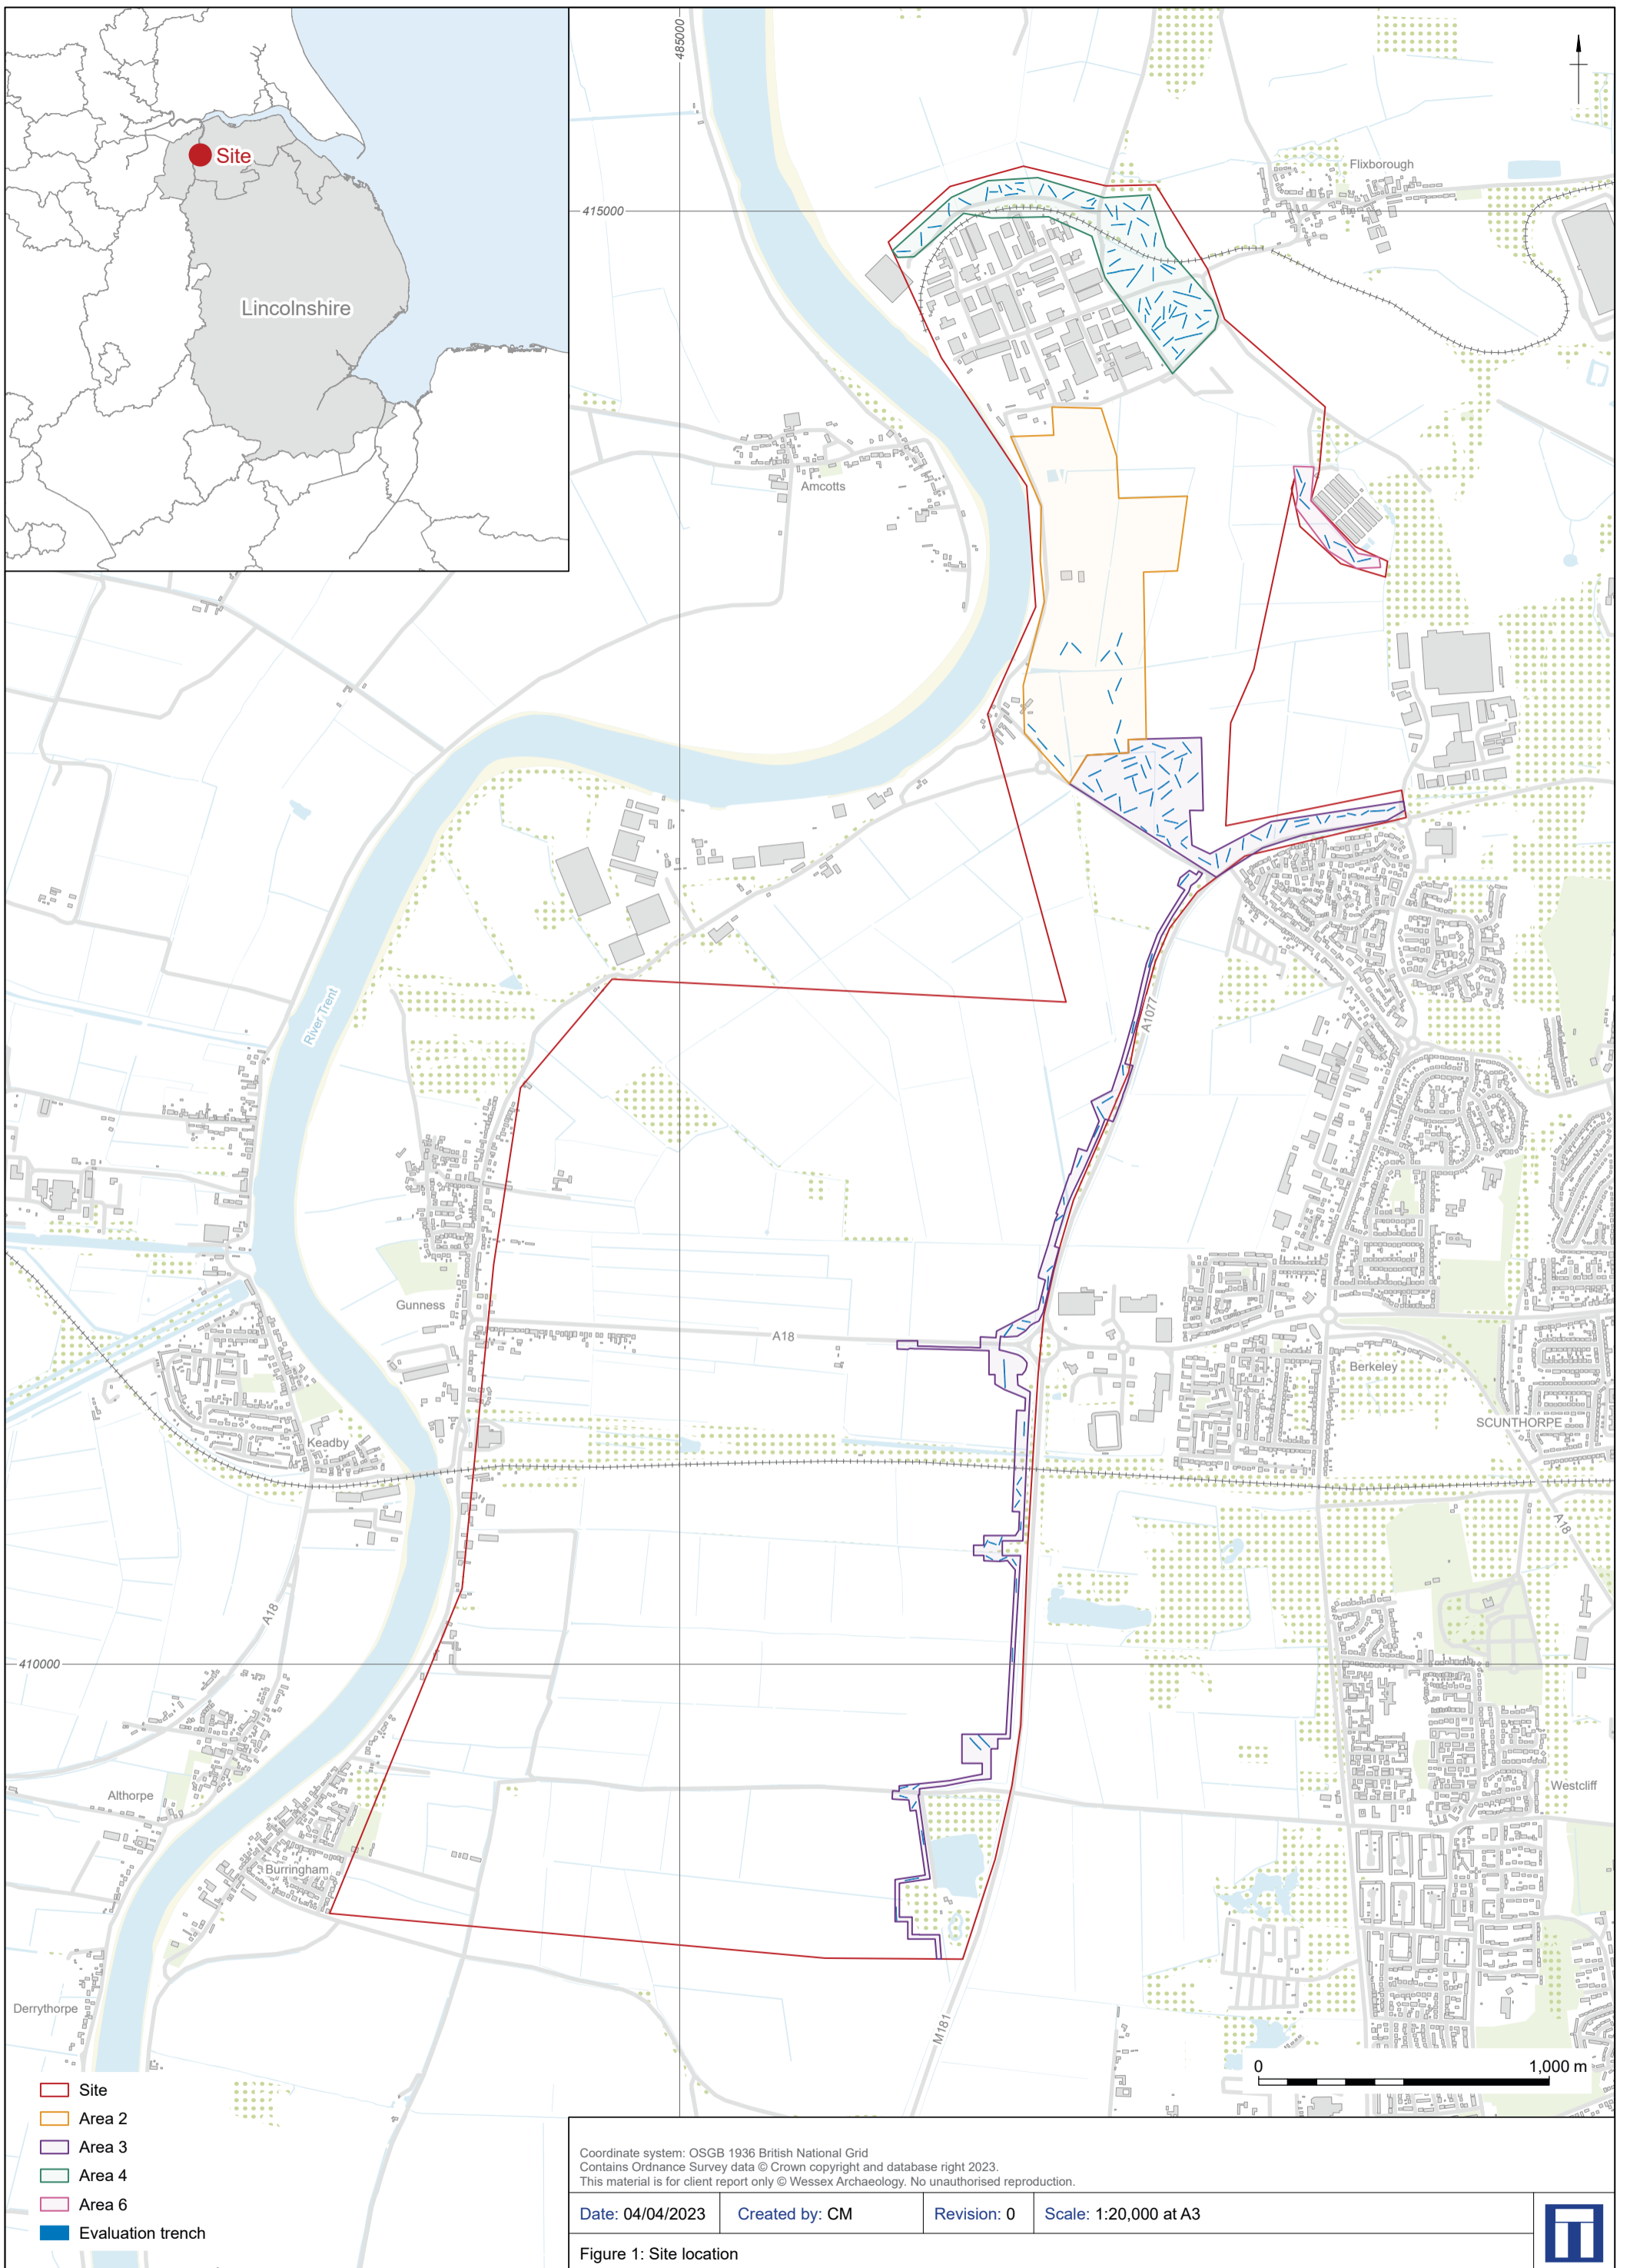 Site
Lincolnshire
485000
415000
Flixborough
Amcotts
River Trent
A1077
Gunness
A18
Berkeley
SCUNTHORPE
Keadby
A18
A18
410000
Althorpe
Westcliff
Burringham
Derrythorpe
M181
0 1,000 m
Site
Area 2
Area 3
Area 4
Area 6
Evaluation trench
Coordinate system: OSGB 1936 British National Grid
Contains Ordnance Survey data © Crown copyright and database right 2023.
This material is for client report only © Wessex Archaeology. No unauthorised reproduction.
Date: 04/04/2023 Created by: CM Revision: 0 Scale: 1:20,000 at A3
Figure 1: Site location